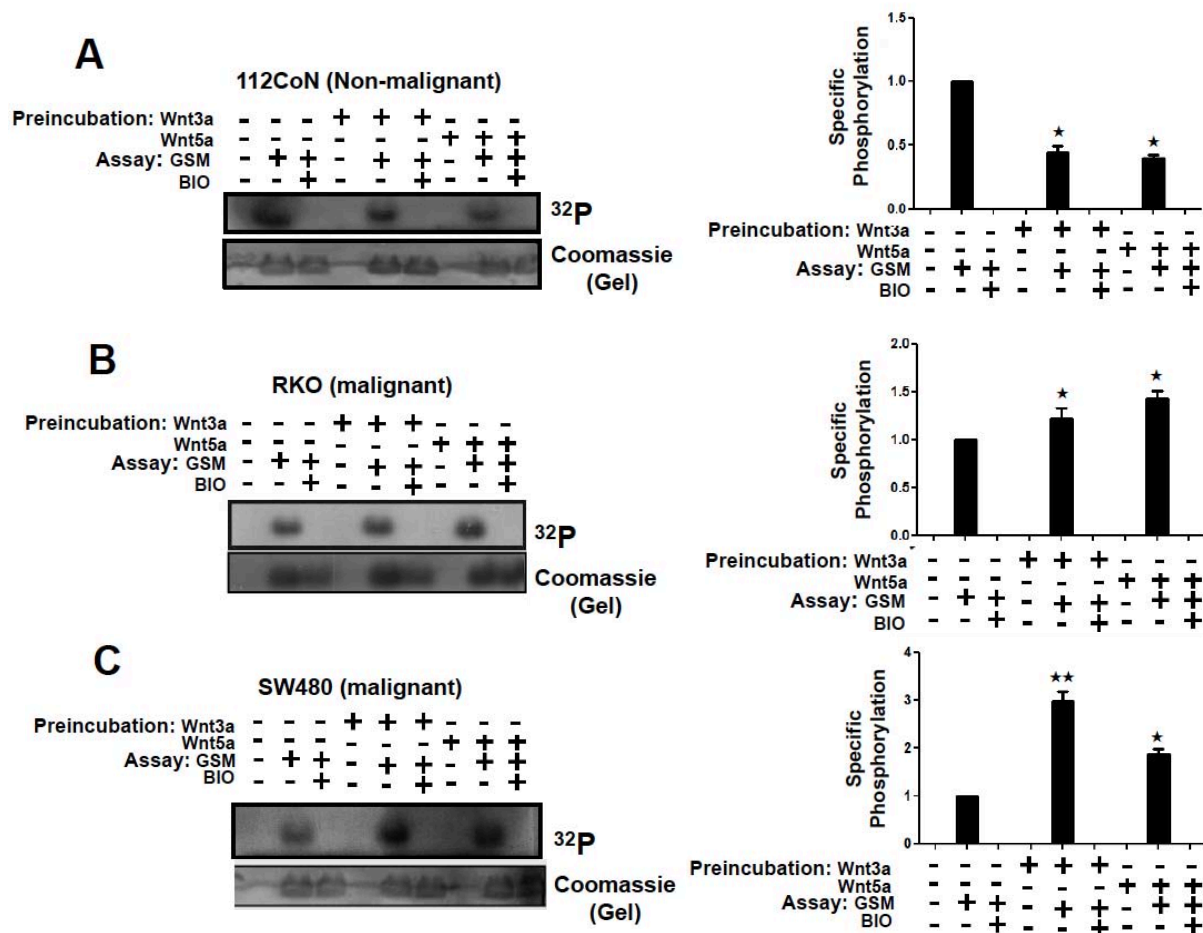 A
112CoN (Non-malignant)
Preincubation: Wnt3a - - - + + + - - -
Wnt5a - - - - - - + + +
Assay: GSM - + + - + + - + +
BIO - - + - - + - - +
32P
Coomassie
(Gel)
Specific
Phosphorylation
1.5
1.0
0.5
0.0
★ ★
Preincubation: Wnt3a - - - + + + - - -
Wnt5a - - - - - - + + +
Assay: GSM - + + - + + - + +
BIO - - + - - + - - +
B
RKO (malignant)
Preincubation: Wnt3a - - - + + + - - -
Wnt5a - - - - - - + + +
Assay: GSM - + + - + + - + +
BIO - - + - - + - - +
32P
Coomassie
(Gel)
Specific
Phosphorylation
2.0
1.5
1.0
0.5
0.0
★ ★
Preincubation: Wnt3a - - - + + + - - -
Wnt5a - - - - - - + + +
Assay: GSM - + + - + + - + +
BIO - - + - - + - - +
C
SW480 (malignant)
Preincubation: Wnt3a - - - + + + - - -
Wnt5a - - - - - - + + +
Assay: GSM - + + - + + - + +
BIO - - + - - + - - +
32P
Coomassie
(Gel)
Specific
Phosphorylation
4
3
2
1
0
★★ ★
Preincubation: Wnt3a - - - + + + - - -
Wnt5a - - - - - - + + +
Assay: GSM - + + - + + - + +
BIO - - + - - + - - +